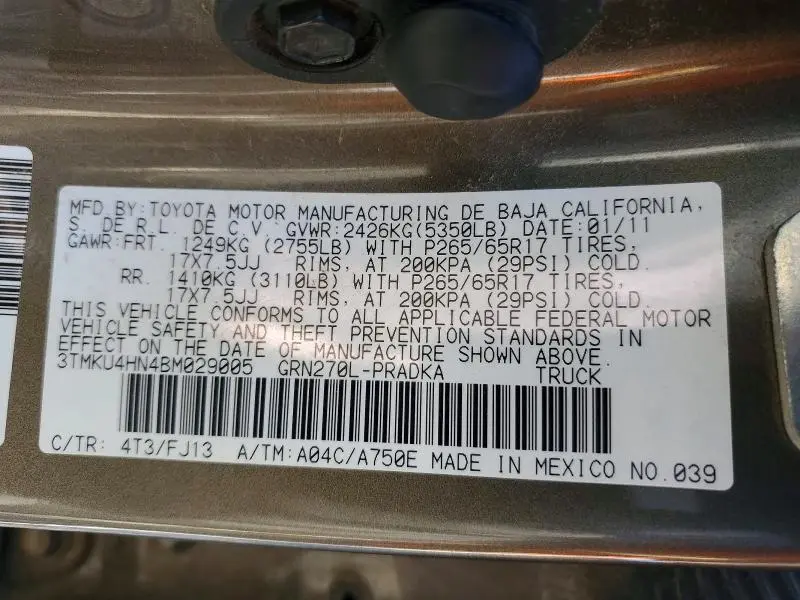 MFD BY: TOYOTA MOTOR MANUFACTURING DE BAJA CALIFORNIA,
S. DE R.L. DE C.V. GVWR:2426KG(5350LB) DATE:01/11
GAWR:FRT. 1249KG (2755LB) WITH P265/65R17 TIRES,
17X7.5JJ RIMS, AT 200KPA (29PSI) COLD.
RR. 1410KG (3110LB) WITH P265/65R17 TIRES,
17X7.5JJ RIMS, AT 200KPA (29PSI) COLD.
THIS VEHICLE CONFORMS TO ALL APPLICABLE FEDERAL MOTOR
VEHICLE SAFETY AND THEFT PREVENTION STANDARDS IN
EFFECT ON THE DATE OF MANUFACTURE SHOWN ABOVE.
3TMKU4HN4BM029005 GRN270L-PRADKA TRUCK
C/TR: 4T3/FJ13 A/TM:A04C/A750E MADE IN MEXICO NO.039